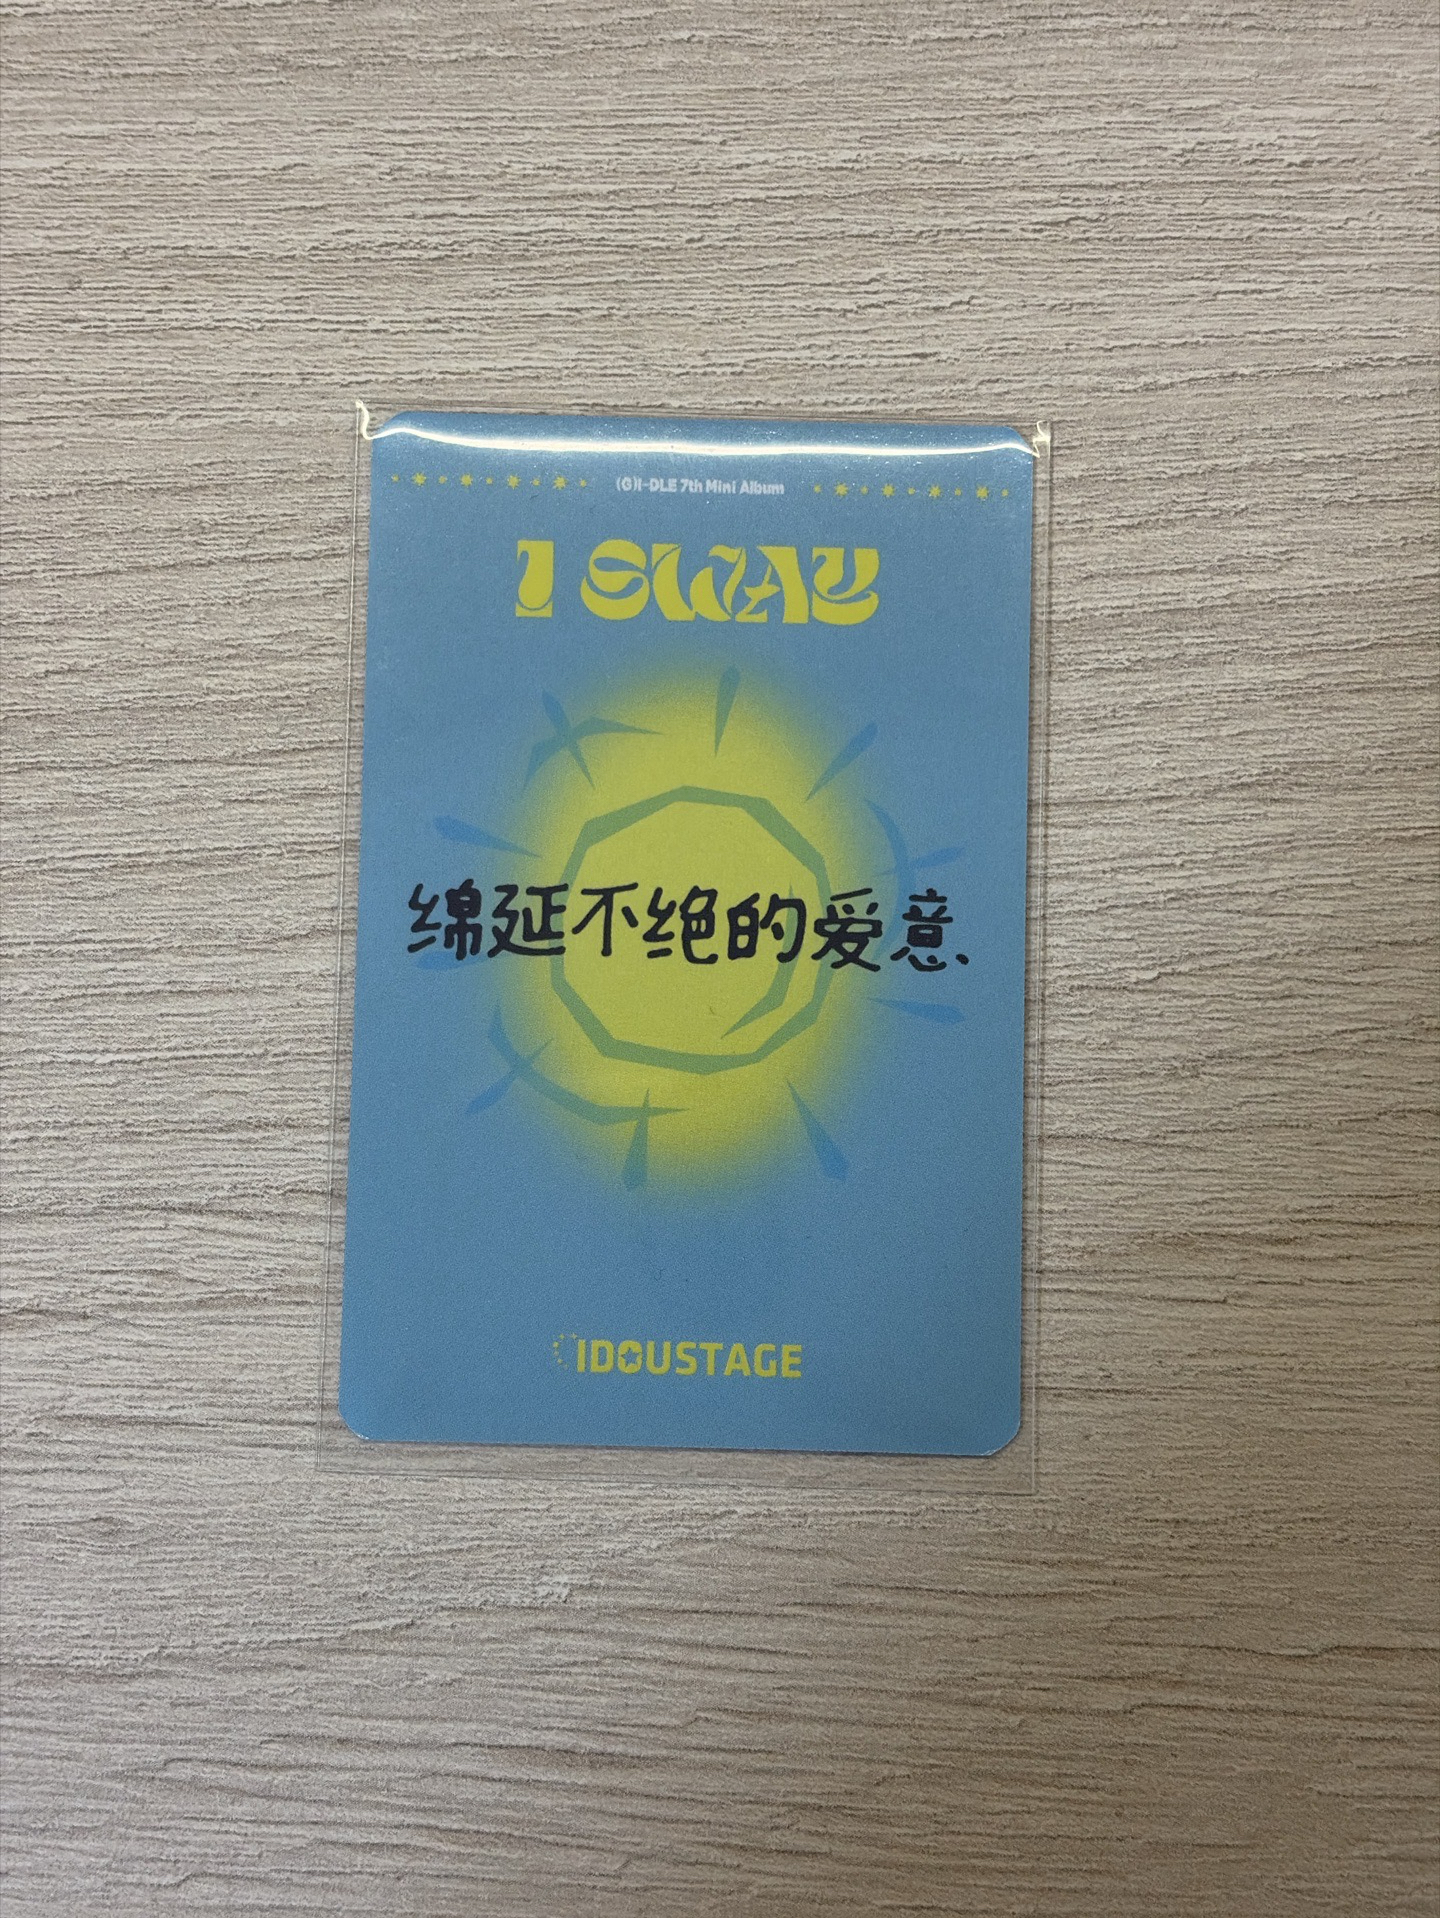 (G)I-DLE 7th Mini Album
I SWAY
绵延不绝的爱意
IDOUSTAGE